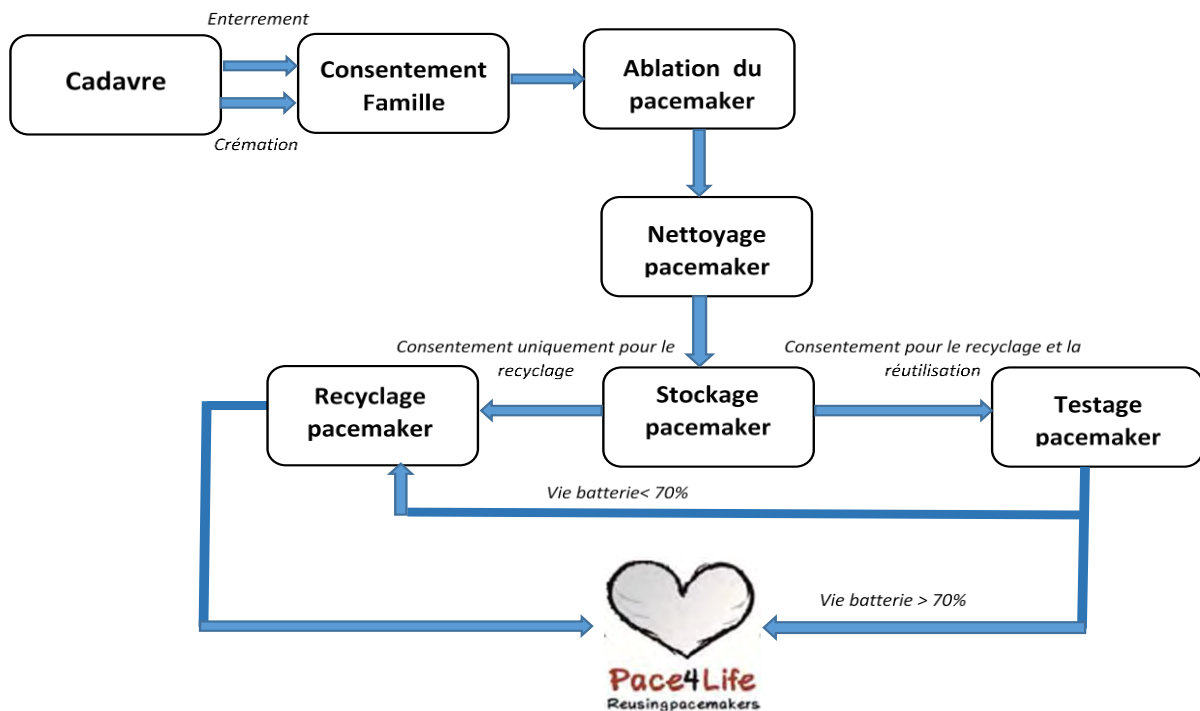 Enterrement
Cadavre
Crémation
Consentement
Famille
Ablation du
pacemaker
Nettoyage
pacemaker
Consentement uniquement pour le
recyclage
Consentement pour le recyclage et la
réutilisation
Recyclage
pacemaker
Stockage
pacemaker
Testage
pacemaker
Vie batterie< 70%
Vie batterie > 70%
Pace4Life
Reusingpacemakers